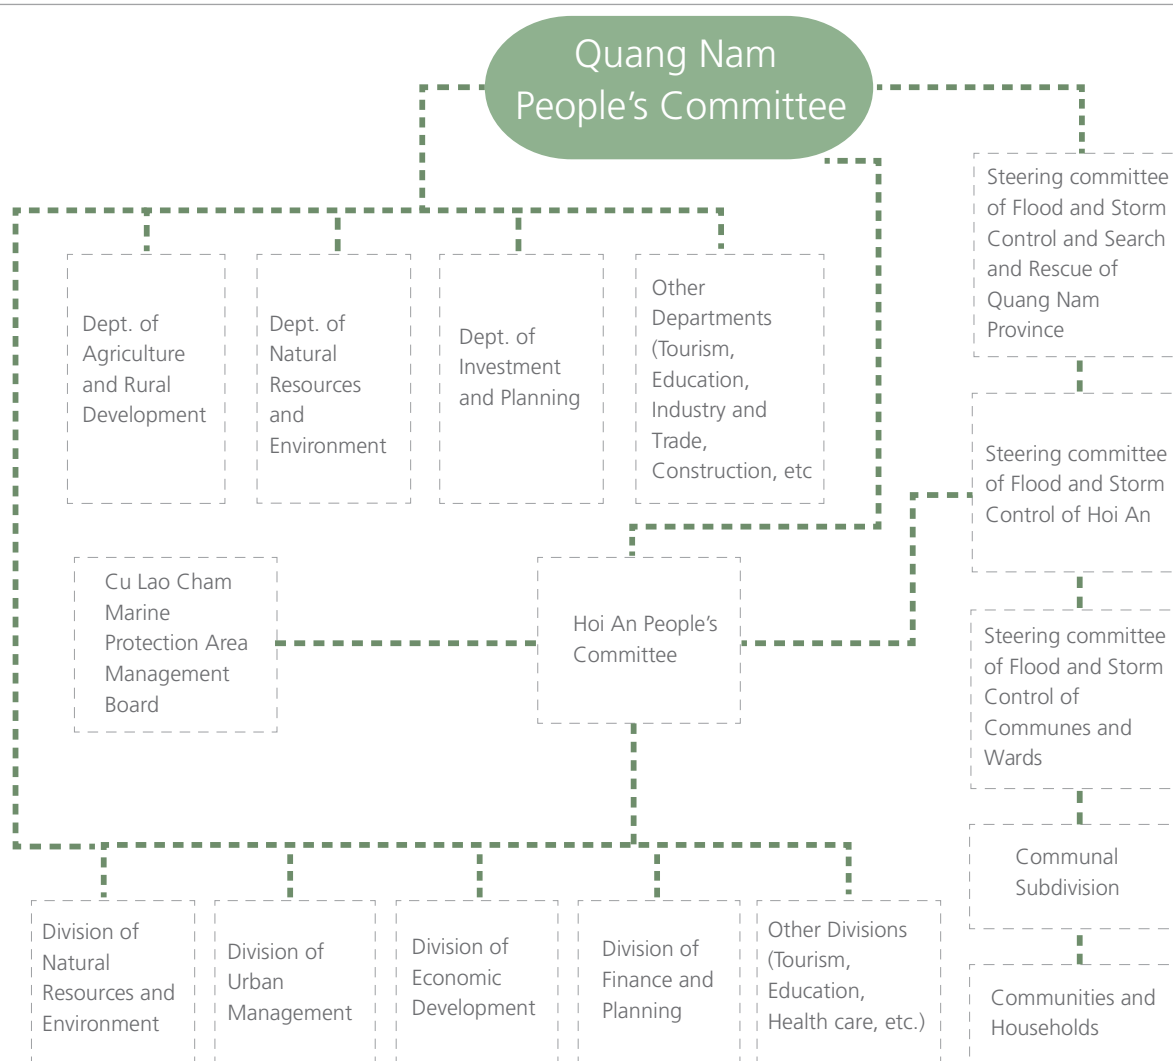 Quang Nam
People's Committee
Steering committee
of Flood and Storm
Control and Search
and Rescue of
Quang Nam
Province
Dept. of
Agriculture
and Rural
Development
Dept. of
Natural
Resources
and
Environment
Dept. of
Investment
and Planning
Other
Departments
(Tourism,
Education,
Industry and
Trade,
Construction, etc
Steering committee
of Flood and Storm
Control of Hoi An
Cu Lao Cham
Marine
Protection Area
Management
Board
Hoi An People's
Committee
Steering committee
of Flood and Storm
Control of
Communes and
Wards
Communal
Subdivision
Division of
Natural
Resources and
Environment
Division of
Urban
Management
Division of
Economic
Development
Division of
Finance and
Planning
Other Divisions
(Tourism,
Education,
Health care, etc.)
Communities and
Households